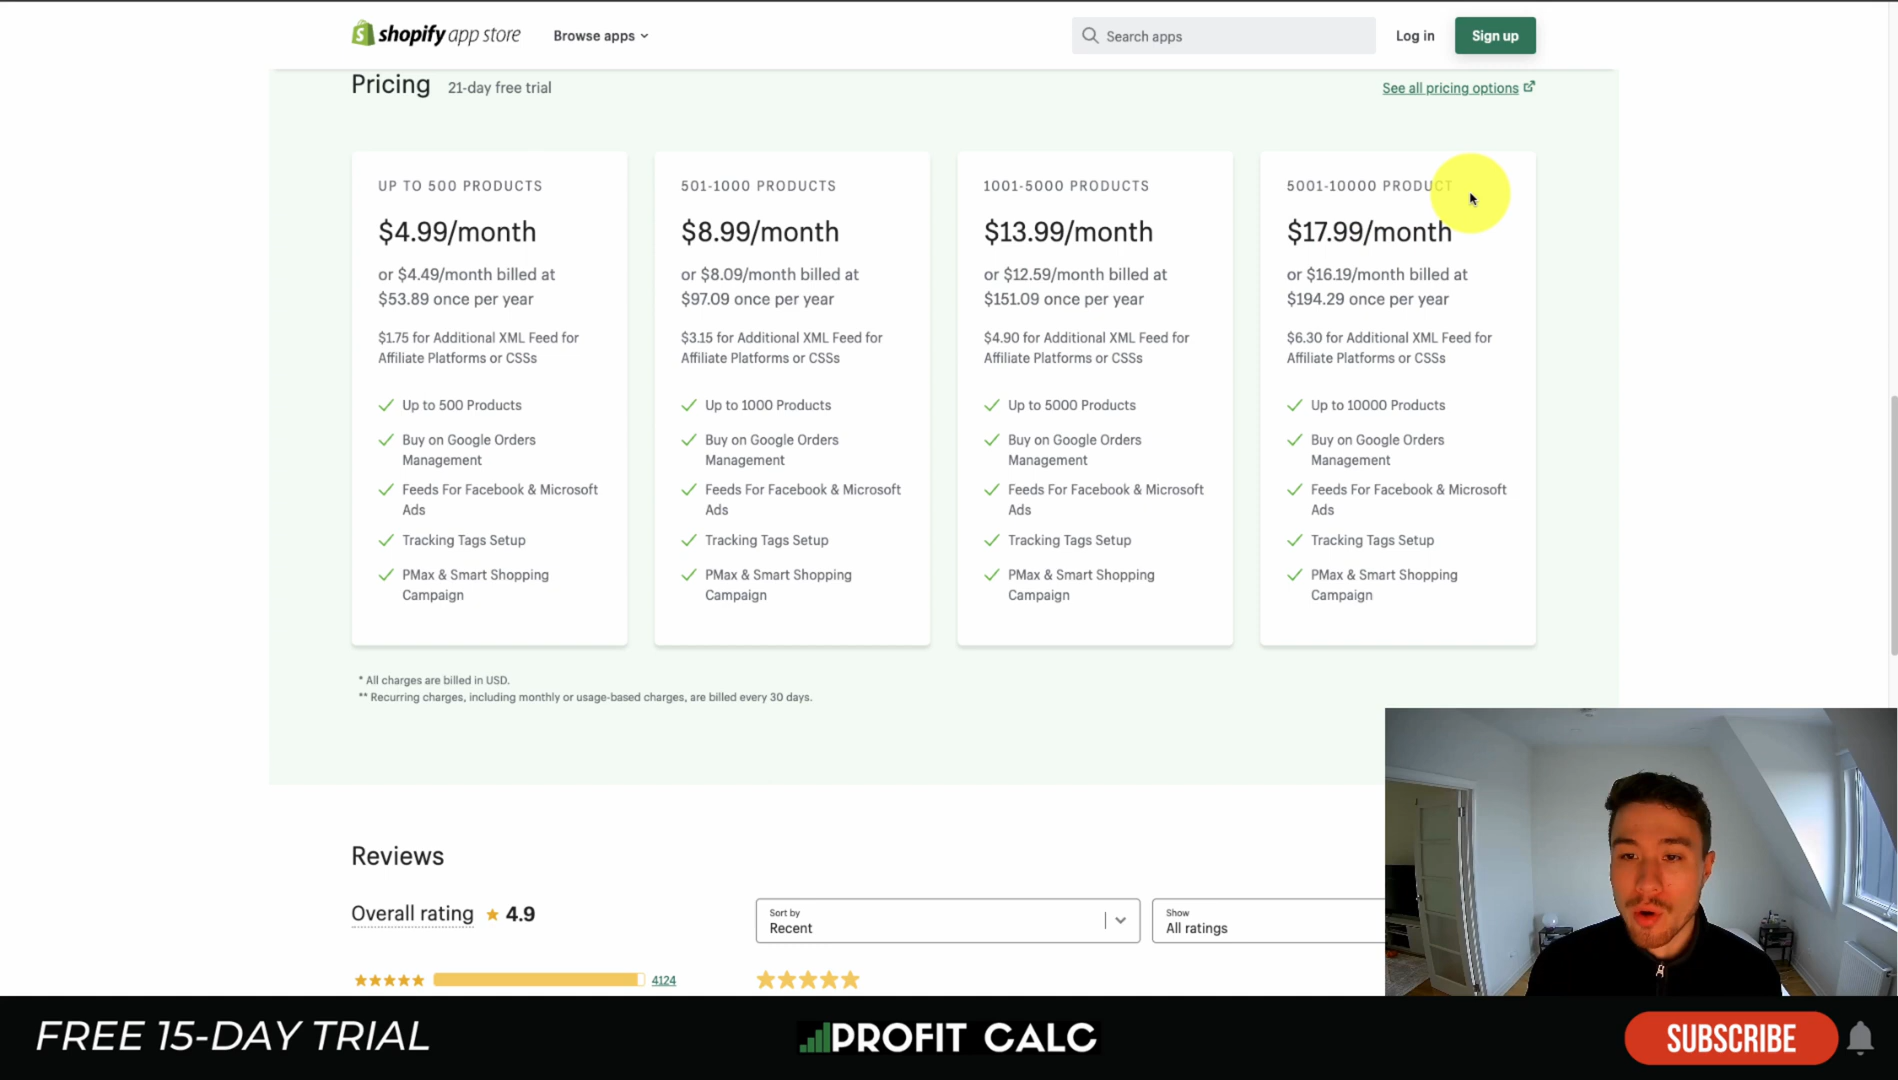 shopify app store
Browse apps
Search apps
Log in
Sign up
Pricing
21-day free trial
See all pricing options
UP TO 500 PRODUCTS
$4.99/month
or $4.49/month billed at
$53.89 once per year
$1.75 for Additional XML Feed for
Affiliate Platforms or CSSs
Up to 500 Products
Buy on Google Orders
Management
Feeds For Facebook & Microsoft
Ads
Tracking Tags Setup
PMax & Smart Shopping
Campaign
501-1000 PRODUCTS
$8.99/month
or $8.09/month billed at
$97.09 once per year
$3.15 for Additional XML Feed for
Affiliate Platforms or CSSs
Up to 1000 Products
Buy on Google Orders
Management
Feeds For Facebook & Microsoft
Ads
Tracking Tags Setup
PMax & Smart Shopping
Campaign
1001-5000 PRODUCTS
$13.99/month
or $12.59/month billed at
$151.09 once per year
$4.90 for Additional XML Feed for
Affiliate Platforms or CSSs
Up to 5000 Products
Buy on Google Orders
Management
Feeds For Facebook & Microsoft
Ads
Tracking Tags Setup
PMax & Smart Shopping
Campaign
5001-10000 PRODUCT
$17.99/month
or $16.19/month billed at
$194.29 once per year
$6.30 for Additional XML Feed for
Affiliate Platforms or CSSs
Up to 10000 Products
Buy on Google Orders
Management
Feeds For Facebook & Microsoft
Ads
Tracking Tags Setup
PMax & Smart Shopping
Campaign
* All charges are billed in USD.
** Recurring charges, including monthly or usage-based charges, are billed every 30 days.
Reviews
Overall rating ★ 4.9
Sort by
Recent
Show
All ratings
4124
FREE 15-DAY TRIAL
PROFIT CALC
SUBSCRIBE